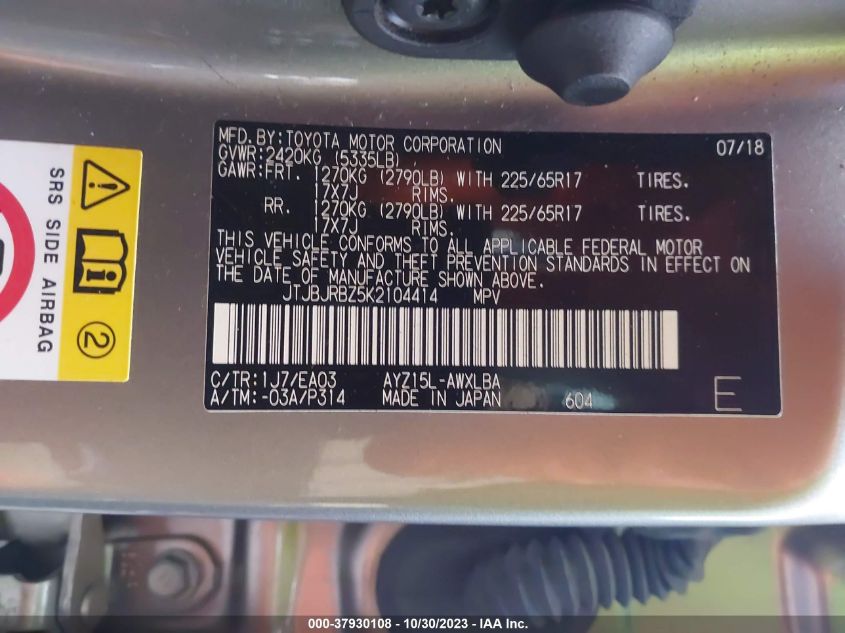 MFD.BY:TOYOTA MOTOR CORPORATION 07/18
GVWR:2420KG (5335LB)
GAWR:FRT. 1270KG (2790LB) WITH 225/65R17 TIRES.
17X7J RIMS.
RR. 1270KG (2790LB) WITH 225/65R17 TIRES.
17X7J RIMS.
THIS VEHICLE CONFORMS TO ALL APPLICABLE FEDERAL MOTOR
VEHICLE SAFETY AND THEFT PREVENTION STANDARDS IN EFFECT ON
THE DATE OF MANUFACTURE SHOWN ABOVE.
JTJBJRBZ5K2104414 MPV
C/TR:1J7/EA03 AYZ15L-AWXLBA
A/TM:-03A/P314 MADE IN JAPAN 604 E
SRS SIDE AIRBAG
2
000-37930108 - 10/30/2023 - IAA Inc.